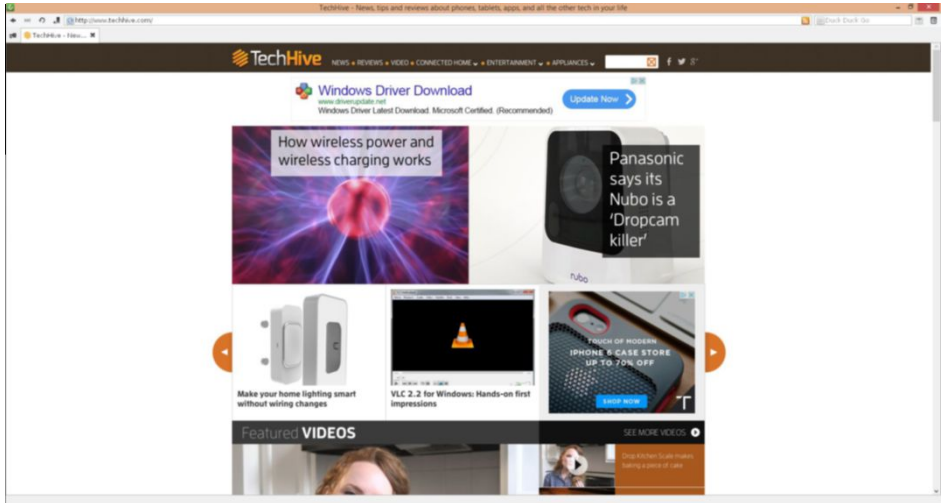 TechHive - News, tips and reviews about phones, tablets, apps, and all the other tech in your life
http://www.techhive.com/
Duck Duck Go
TechHive - New...
TechHive
NEWS REVIEWS VIDEO CONNECTED HOME ENTERTAINMENT APPLIANCES
Windows Driver Download
www.driverupdate.net
Windows Driver Latest Download. Microsoft Certified. (Recommended)
Update Now
How wireless power and
wireless charging works
Panasonic
says its
Nubo is a
'Dropcam
killer'
nubo
TOUCH OF MODERN
IPHONE 6 CASE STORE
UP TO 70% OFF
SHOP NOW
Make your home lighting smart
without wiring changes
VLC 2.2 for Windows: Hands-on first
impressions
Featured VIDEOS
SEE MORE VIDEOS
Drop Kitchen Scale makes
baking a piece of cake